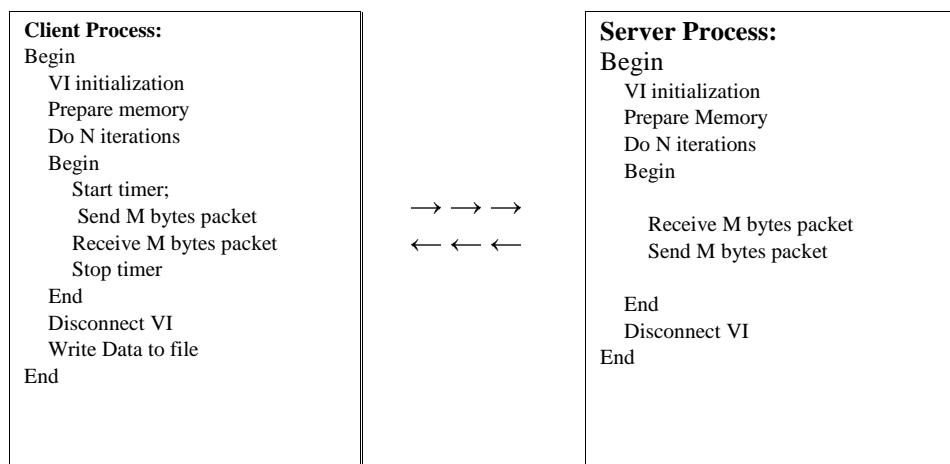 Client Process:
Begin
VI initialization
Prepare memory
Do N iterations
Begin
Start timer;
Send M bytes packet
Receive M bytes packet
Stop timer
End
Disconnect VI
Write Data to file
End
→ → →
← ← ←
Server Process:
Begin
VI initialization
Prepare Memory
Do N iterations
Begin
Receive M bytes packet
Send M bytes packet
End
Disconnect VI
End